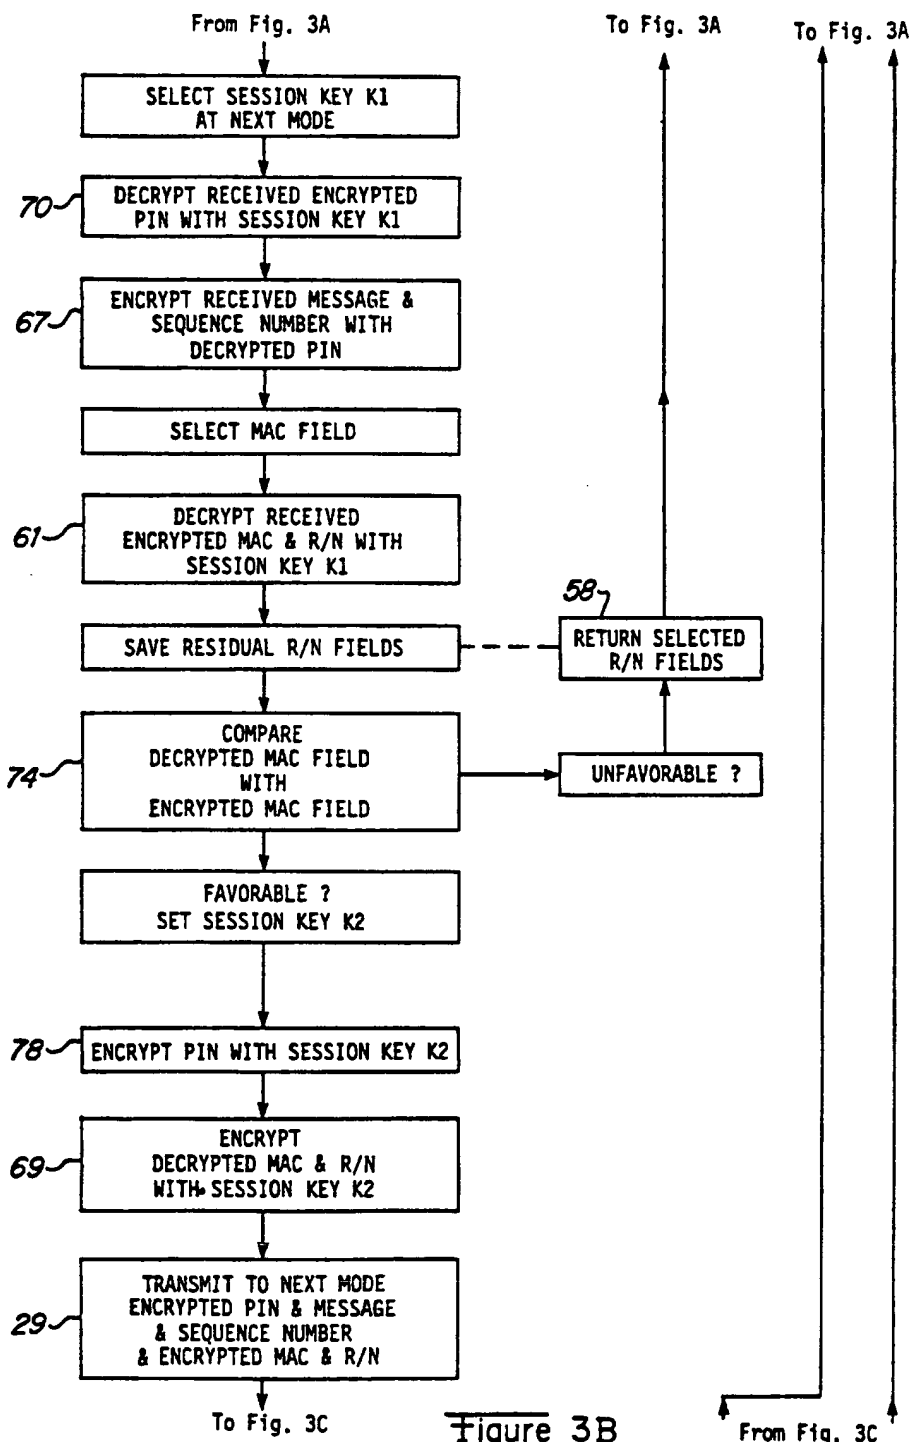 From Fig. 3A
To Fig. 3A
To Fig. 3A
SELECT SESSION KEY K1
AT NEXT MODE
70
DECRYPT RECEIVED ENCRYPTED
PIN WITH SESSION KEY K1
67
ENCRYPT RECEIVED MESSAGE &
SEQUENCE NUMBER WITH
DECRYPTED PIN
SELECT MAC FIELD
61
DECRYPT RECEIVED
ENCRYPTED MAC & R/N WITH
SESSION KEY K1
58
SAVE RESIDUAL R/N FIELDS
RETURN SELECTED
R/N FIELDS
74
COMPARE
DECRYPTED MAC FIELD
WITH
ENCRYPTED MAC FIELD
UNFAVORABLE ?
FAVORABLE ?
SET SESSION KEY K2
78
ENCRYPT PIN WITH SESSION KEY K2
69
ENCRYPT
DECRYPTED MAC & R/N
WITH SESSION KEY K2
29
TRANSMIT TO NEXT MODE
ENCRYPTED PIN & MESSAGE
& SEQUENCE NUMBER
& ENCRYPTED MAC & R/N
To Fig. 3C
Figure 3B
From Fig. 3C